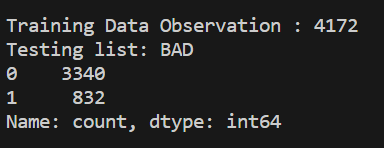 Training Data Observation : 4172
Testing list: BAD
0    3340
1     832
Name: count, dtype: int64